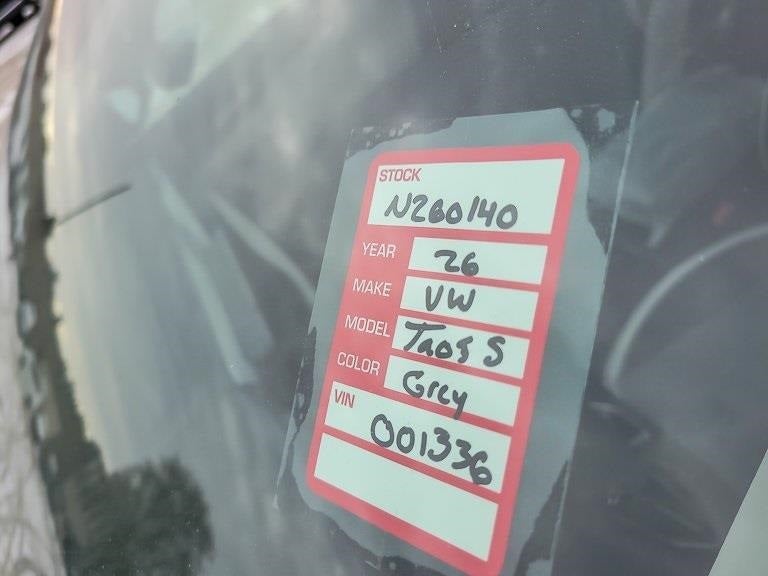 STOCK
N260140
YEAR 26
MAKE VW
MODEL Taos S
COLOR Grey
VIN
001336